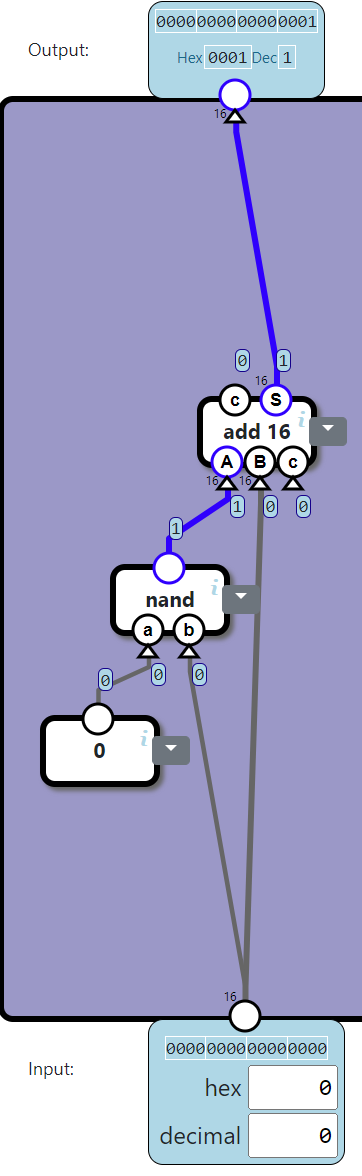 Output:
0000000000000001
Hex 0001 Dec 1
16
0 1
16
c S
i
add 16
A B c
16 16
1 0 0
1
i
nand
a b
0 0 0
i
0
16
Input:
0000000000000000
hex 0
decimal 0